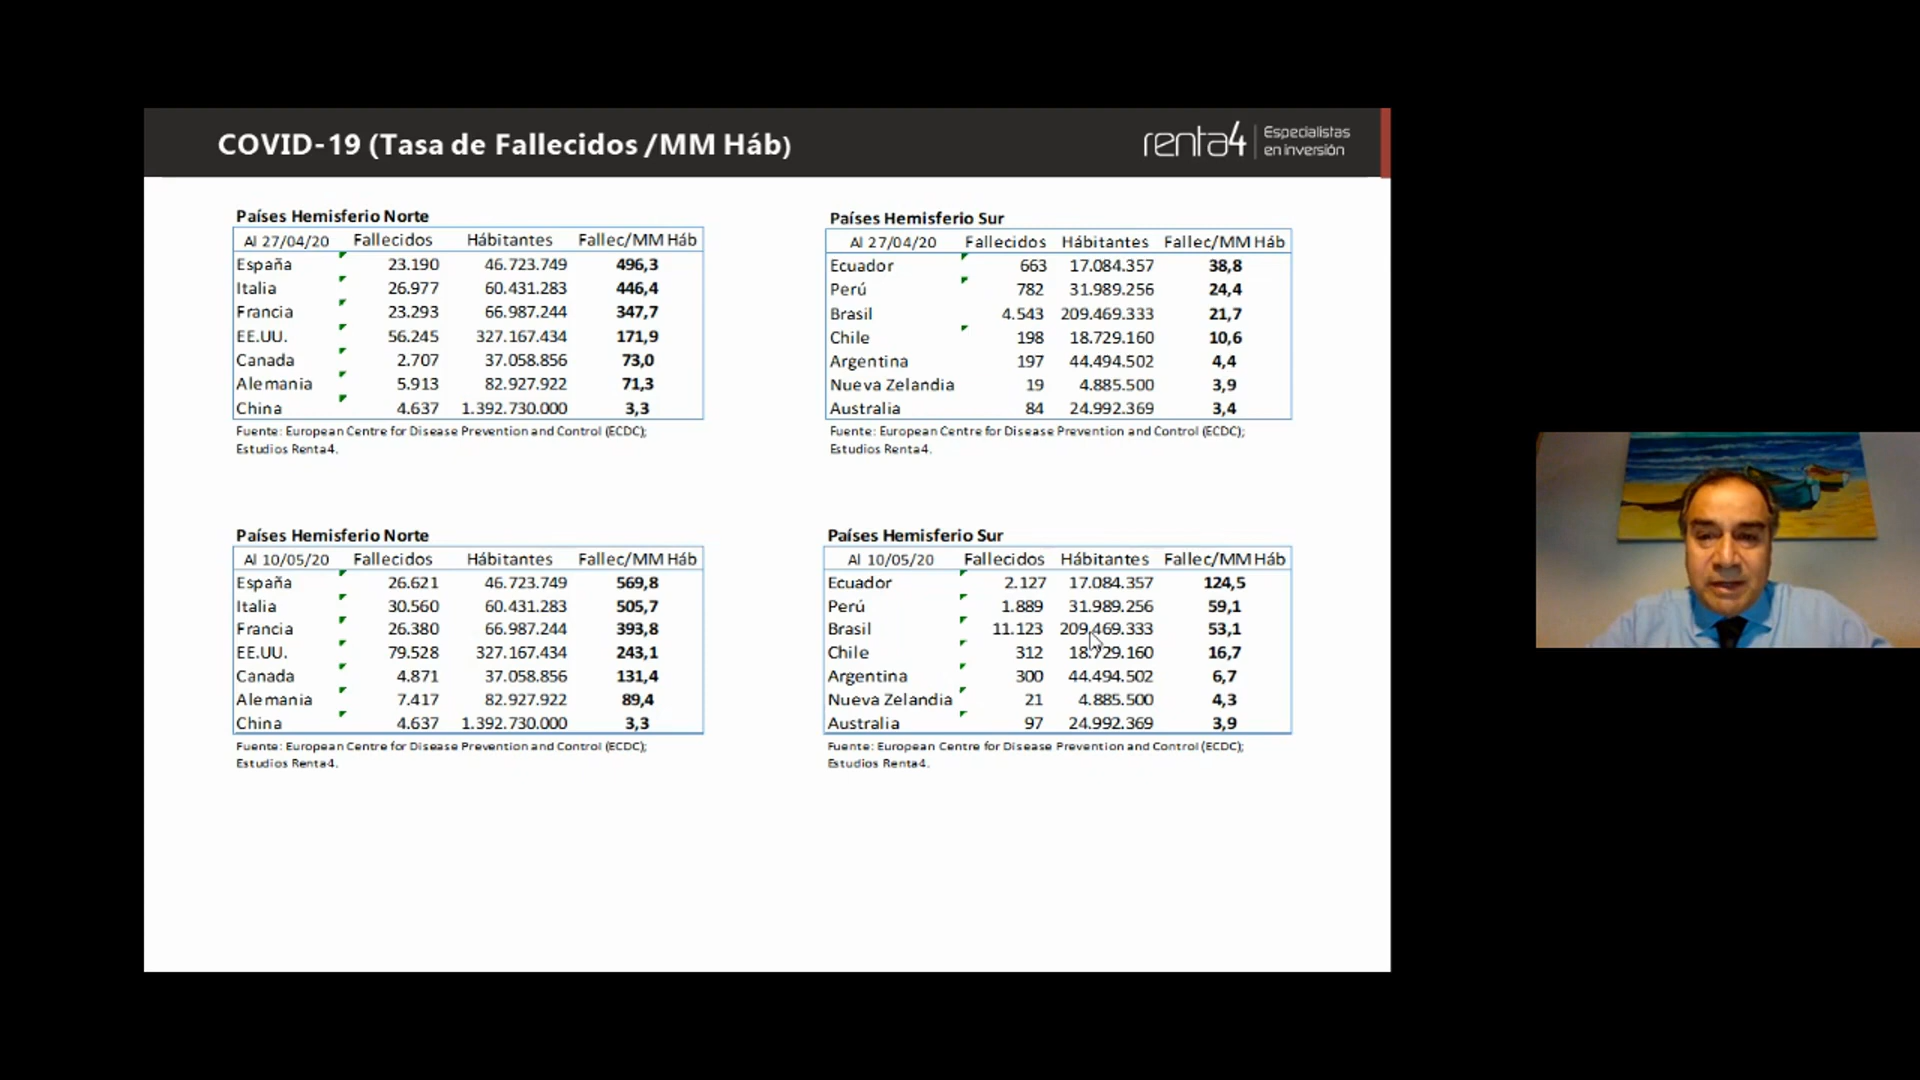 COVID-19 (Tasa de Fallecidos /MM Háb)
renta4 Especialistas
en inversión
Países Hemisferio Norte
Al 27/04/20 Fallecidos Hábitantes Fallec/MM Háb
España 23.190 46.723.749 496,3
Italia 26.977 60.431.283 446,4
Francia 23.293 66.987.244 347,7
EE.UU. 56.245 327.167.434 171,9
Canada 2.707 37.058.856 73,0
Alemania 5.913 82.927.922 71,3
China 4.637 1.392.730.000 3,3
Fuente: European Centre for Disease Prevention and Control (ECDC);
Estudios Renta4.
Países Hemisferio Sur
Al 27/04/20 Fallecidos Hábitantes Fallec/MM Háb
Ecuador 663 17.084.357 38,8
Perú 782 31.989.256 24,4
Brasil 4.543 209.469.333 21,7
Chile 198 18.729.160 10,6
Argentina 197 44.494.502 4,4
Nueva Zelandia 19 4.885.500 3,9
Australia 84 24.992.369 3,4
Fuente: European Centre for Disease Prevention and Control (ECDC);
Estudios Renta4.
Países Hemisferio Norte
Al 10/05/20 Fallecidos Hábitantes Fallec/MM Háb
España 26.621 46.723.749 569,8
Italia 30.560 60.431.283 505,7
Francia 26.380 66.987.244 393,8
EE.UU. 79.528 327.167.434 243,1
Canada 4.871 37.058.856 131,4
Alemania 7.417 82.927.922 89,4
China 4.637 1.392.730.000 3,3
Fuente: European Centre for Disease Prevention and Control (ECDC);
Estudios Renta4.
Países Hemisferio Sur
Al 10/05/20 Fallecidos Hábitantes Fallec/MM Háb
Ecuador 2.127 17.084.357 124,5
Perú 1.889 31.989.256 59,1
Brasil 11.123 209.469.333 53,1
Chile 312 18.729.160 16,7
Argentina 300 44.494.502 6,7
Nueva Zelandia 21 4.885.500 4,3
Australia 97 24.992.369 3,9
Fuente: European Centre for Disease Prevention and Control (ECDC);
Estudios Renta4.